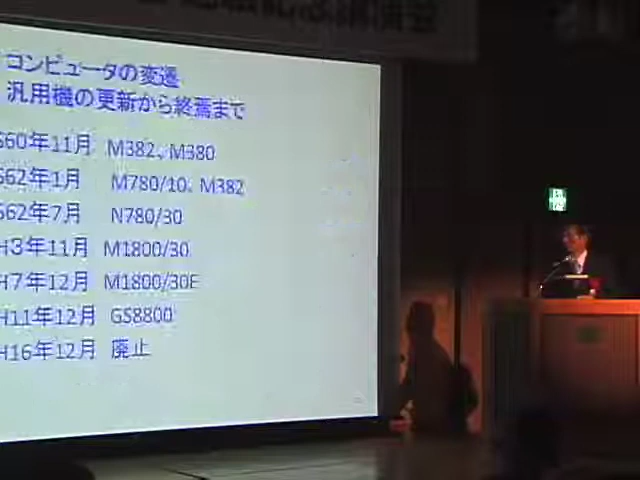 コンピュータの変遷
汎用機の更新から終焉まで
S60年11月 M382、M380
S62年1月 M780/10、M382
S62年7月 N780/30
H3年11月 M1800/30
H7年12月 M1800/30E
H11年12月 GS8800
H16年12月 廃止